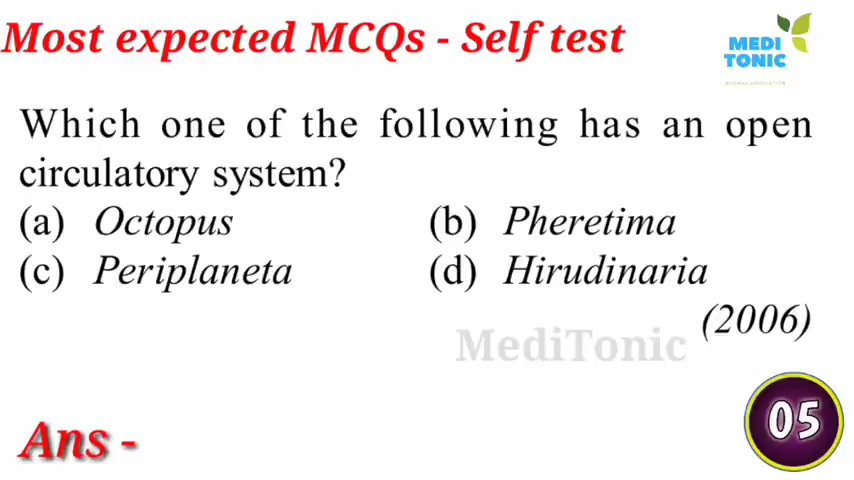 Most expected MCQs - Self test
MEDI
TONIC
Which one of the following has an open
circulatory system?
(a) Octopus (b) Pheretima
(c) Periplaneta (d) Hirudinaria
(2006)
MediTonic
Ans -
05